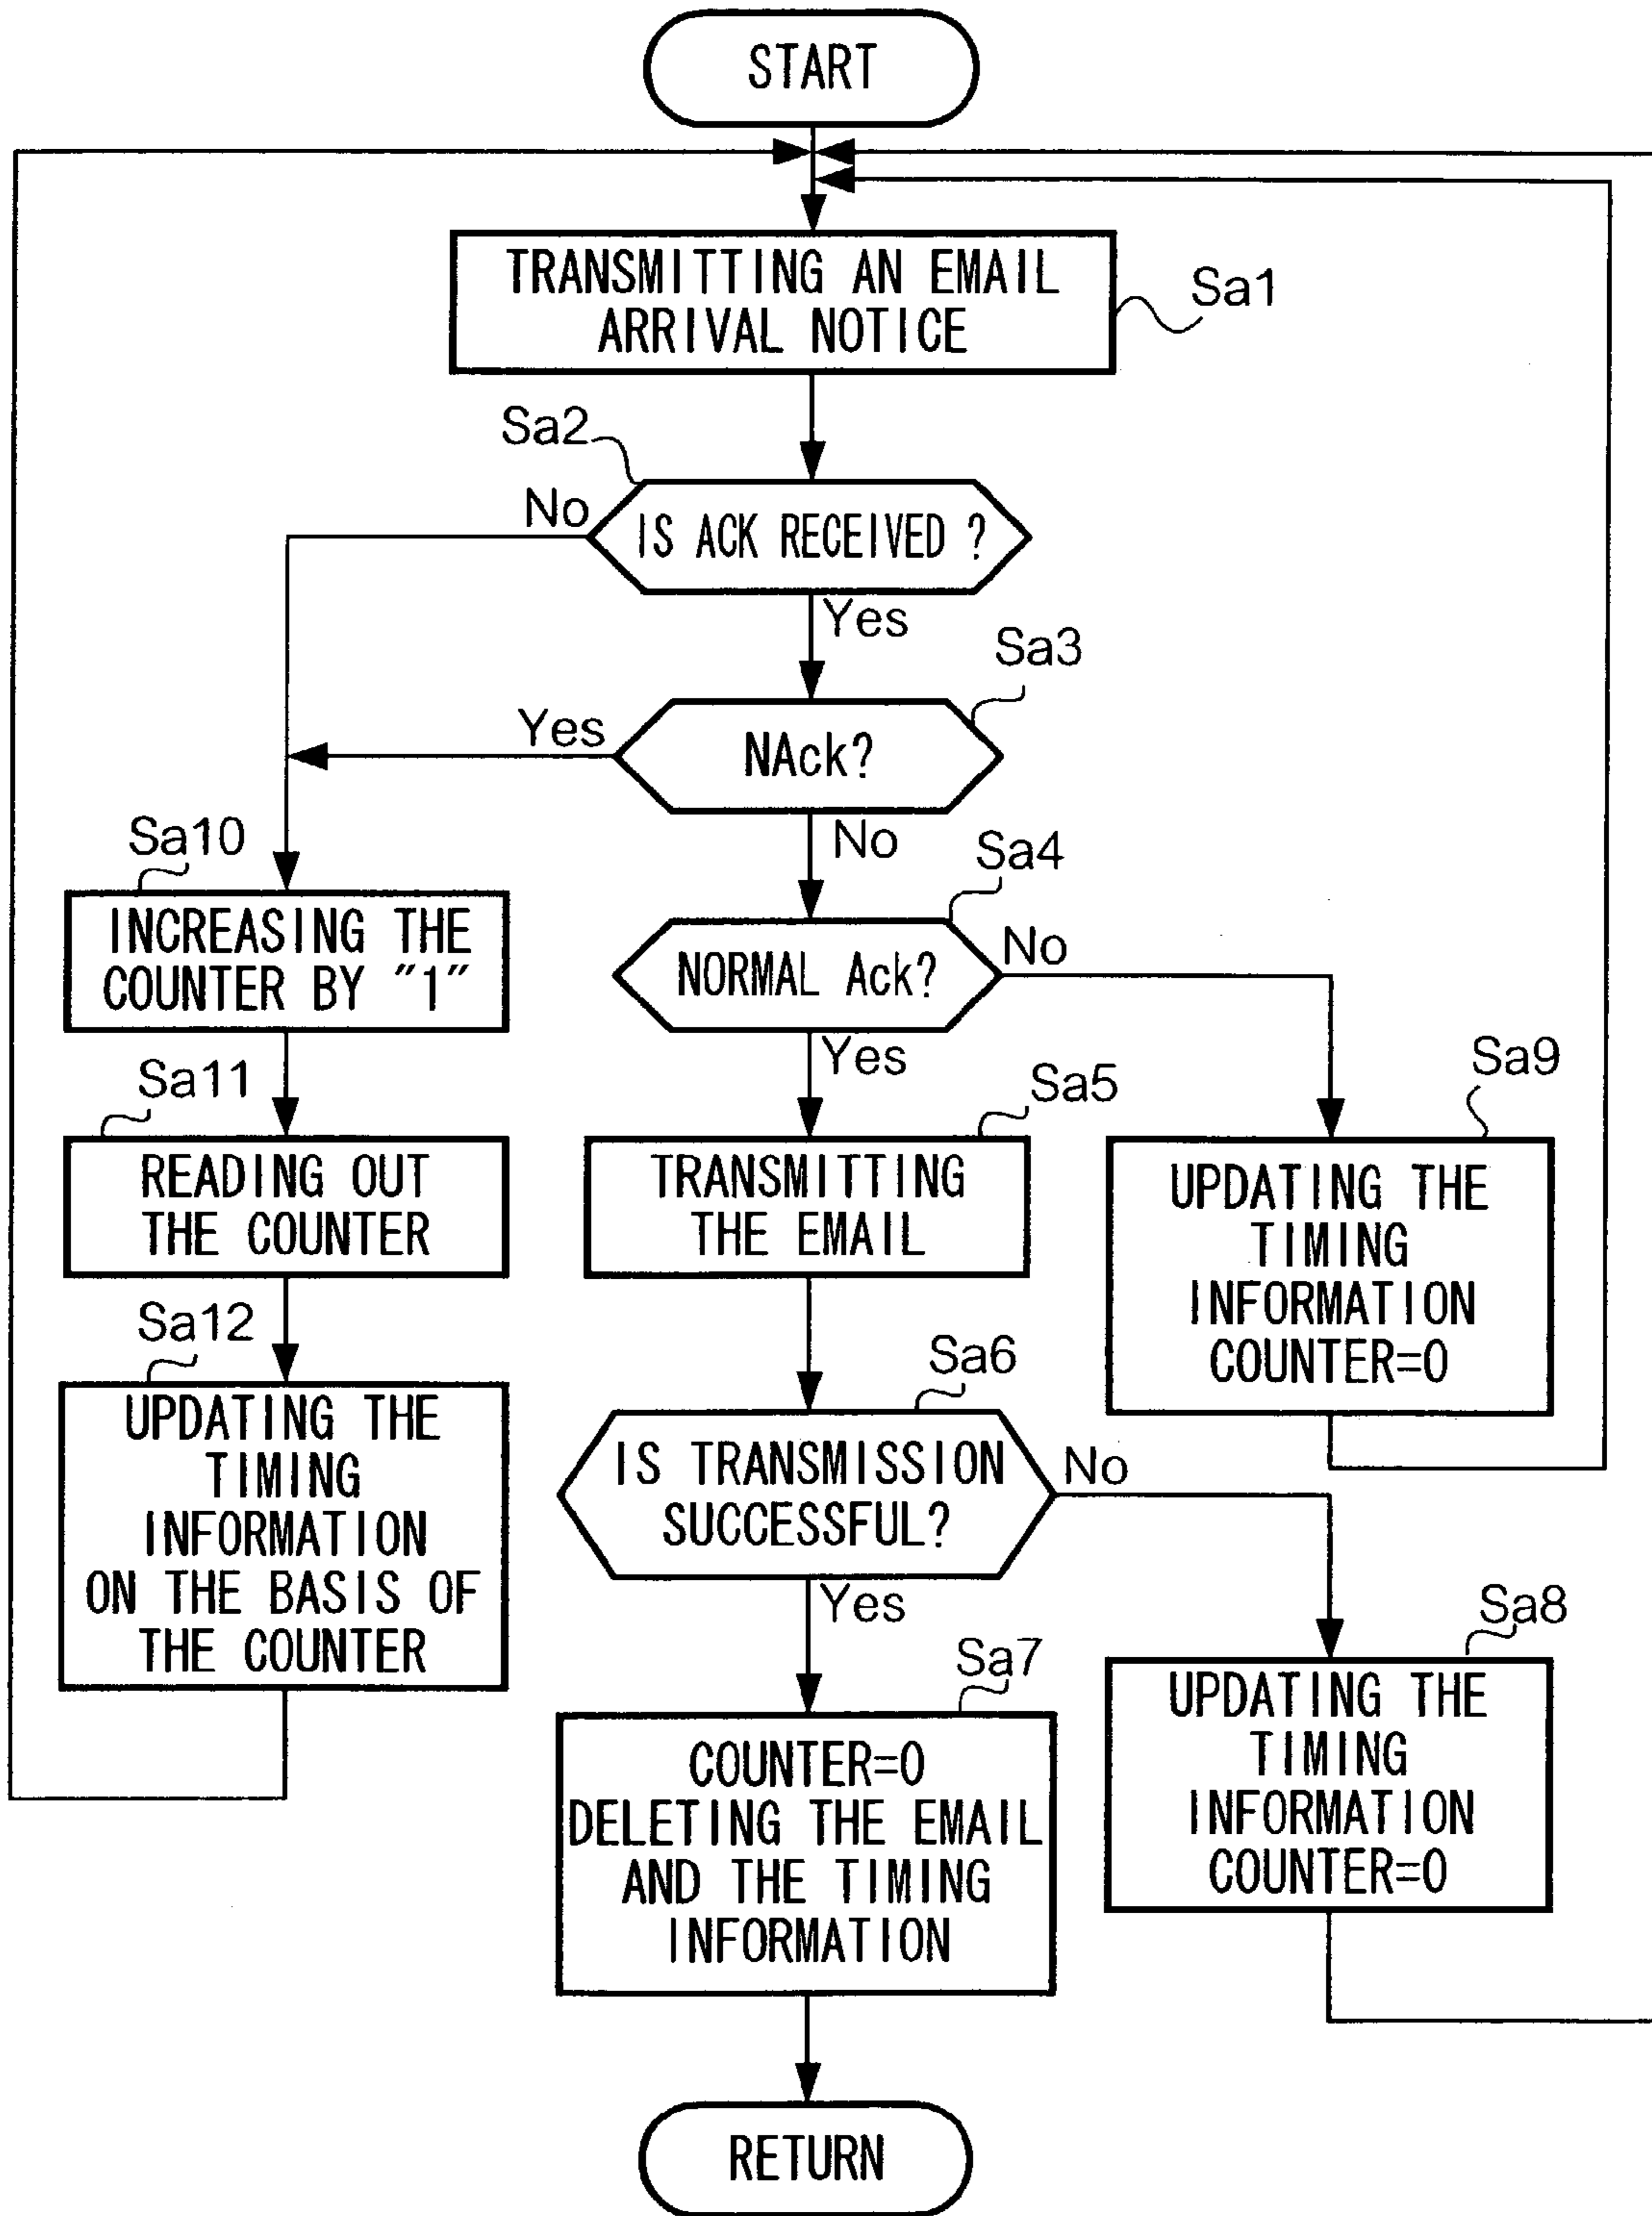 START
TRANSMITTING AN EMAIL
ARRIVAL NOTICE
Sa1
Sa2
No
IS ACK RECEIVED ?
Yes
Sa3
Yes
NAck?
No
Sa10
INCREASING THE
COUNTER BY "1"
Sa4
NORMAL Ack?
No
Yes
Sa11
READING OUT
THE COUNTER
Sa5
TRANSMITTING
THE EMAIL
Sa9
UPDATING THE
TIMING
INFORMATION
COUNTER=0
Sa12
UPDATING THE
TIMING
INFORMATION
ON THE BASIS OF
THE COUNTER
Sa6
IS TRANSMISSION
SUCCESSFUL?
No
Yes
Sa7
COUNTER=0
DELETING THE EMAIL
AND THE TIMING
INFORMATION
Sa8
UPDATING THE
TIMING
INFORMATION
COUNTER=0
RETURN